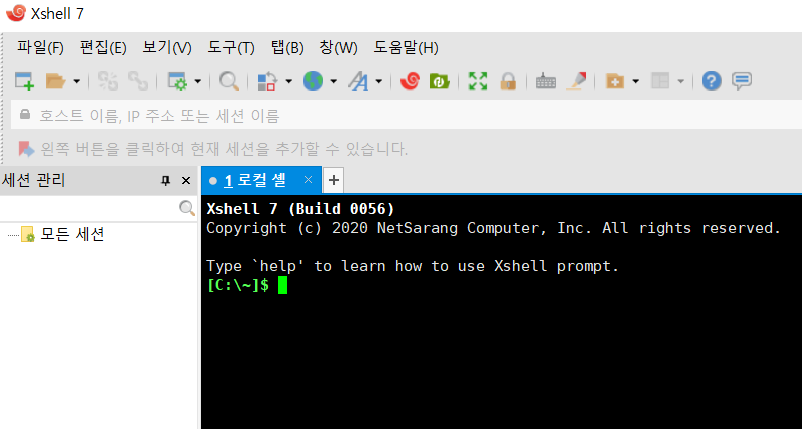 Xshell 7
파일(F) 편집(E) 보기(V) 도구(T) 탭(B) 창(W) 도움말(H)
호스트 이름, IP 주소 또는 세션 이름
왼쪽 버튼을 클릭하여 현재 세션을 추가할 수 있습니다.
세션 관리
모든 세션
1 로컬 셸
Xshell 7 (Build 0056)
Copyright (c) 2020 NetSarang Computer, Inc. All rights reserved.
Type `help' to learn how to use Xshell prompt.
[C:\~]$